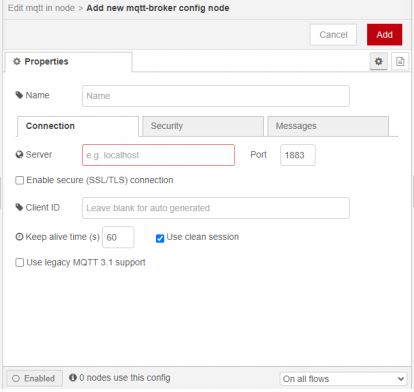 Edit mqtt in node > Add new mqtt-broker config node
Cancel Add
Properties
Name Name
Connection Security Messages
Server e.g. localhost Port 1883
Enable secure (SSL/TLS) connection
Client ID Leave blank for auto generated
Keep alive time (s) 60 Use clean session
Use legacy MQTT 3.1 support
Enabled 0 nodes use this config On all flows